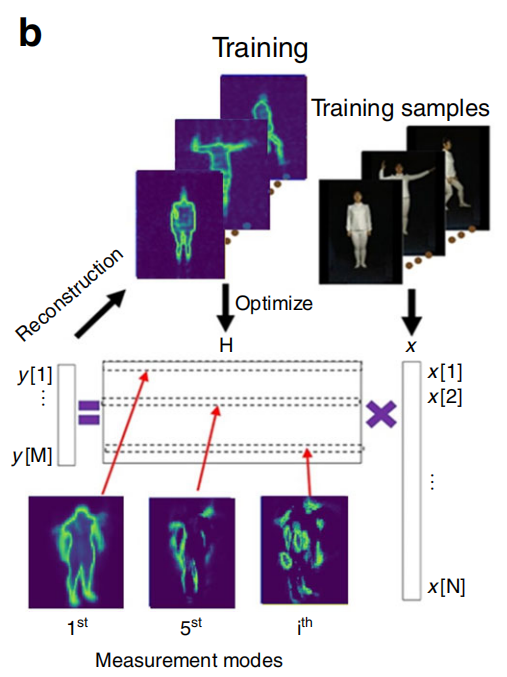 b
Training
Training samples
Reconstruction
Optimize
H
x
y[1]
⋮
y[M]
x[1]
x[2]
⋮
x[N]
1st
5st
ith
Measurement modes